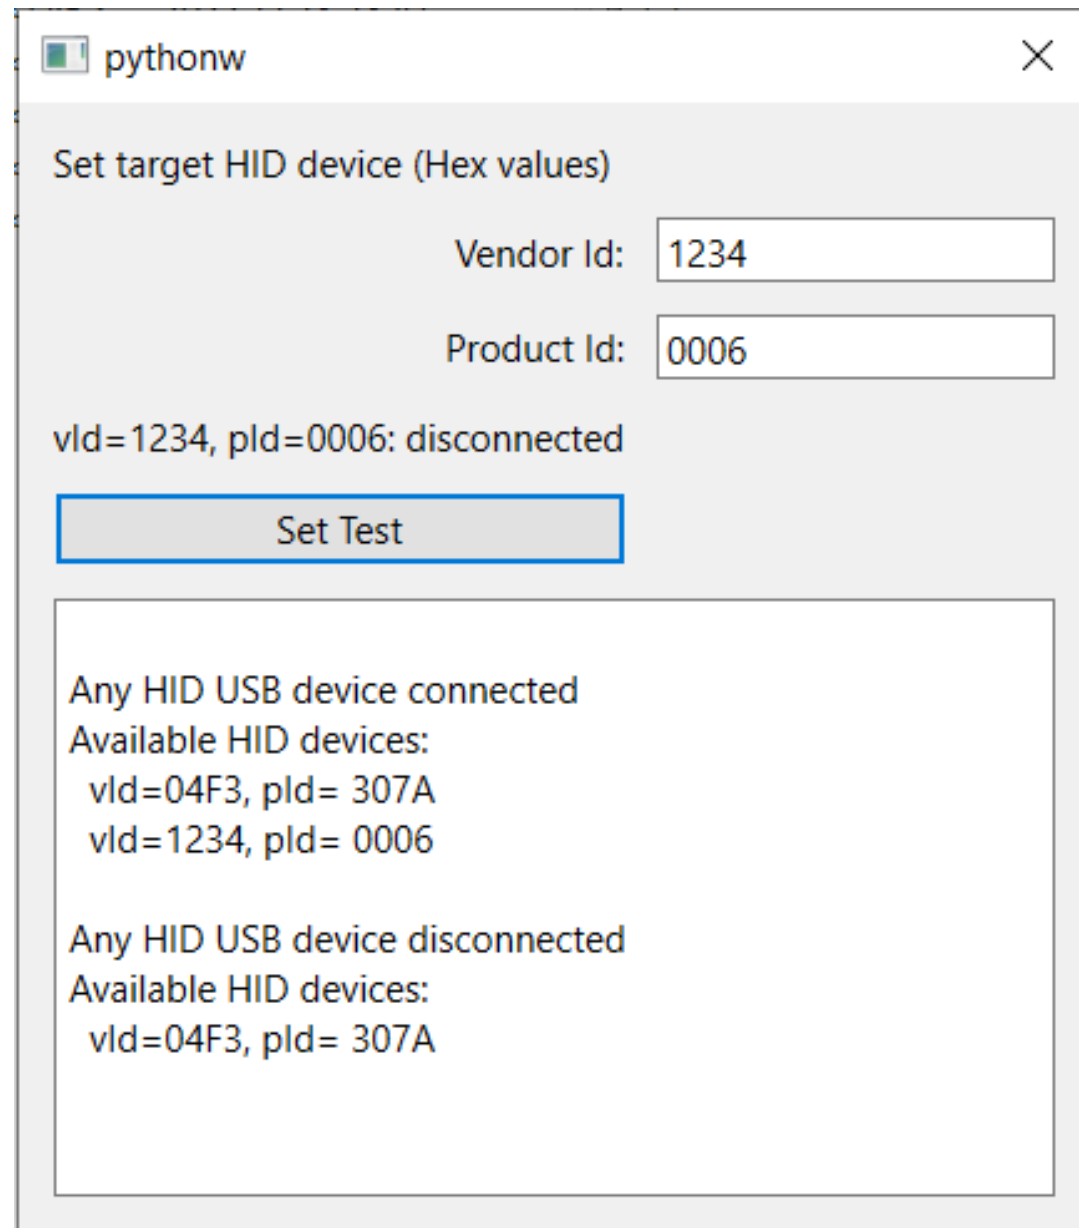 pythonw
Set target HID device (Hex values)
Vendor Id: 1234
Product Id: 0006
vId=1234, pId=0006: disconnected
Set Test
Any HID USB device connected
Available HID devices:
vId=04F3, pId= 307A
vId=1234, pId= 0006
Any HID USB device disconnected
Available HID devices:
vId=04F3, pId= 307A